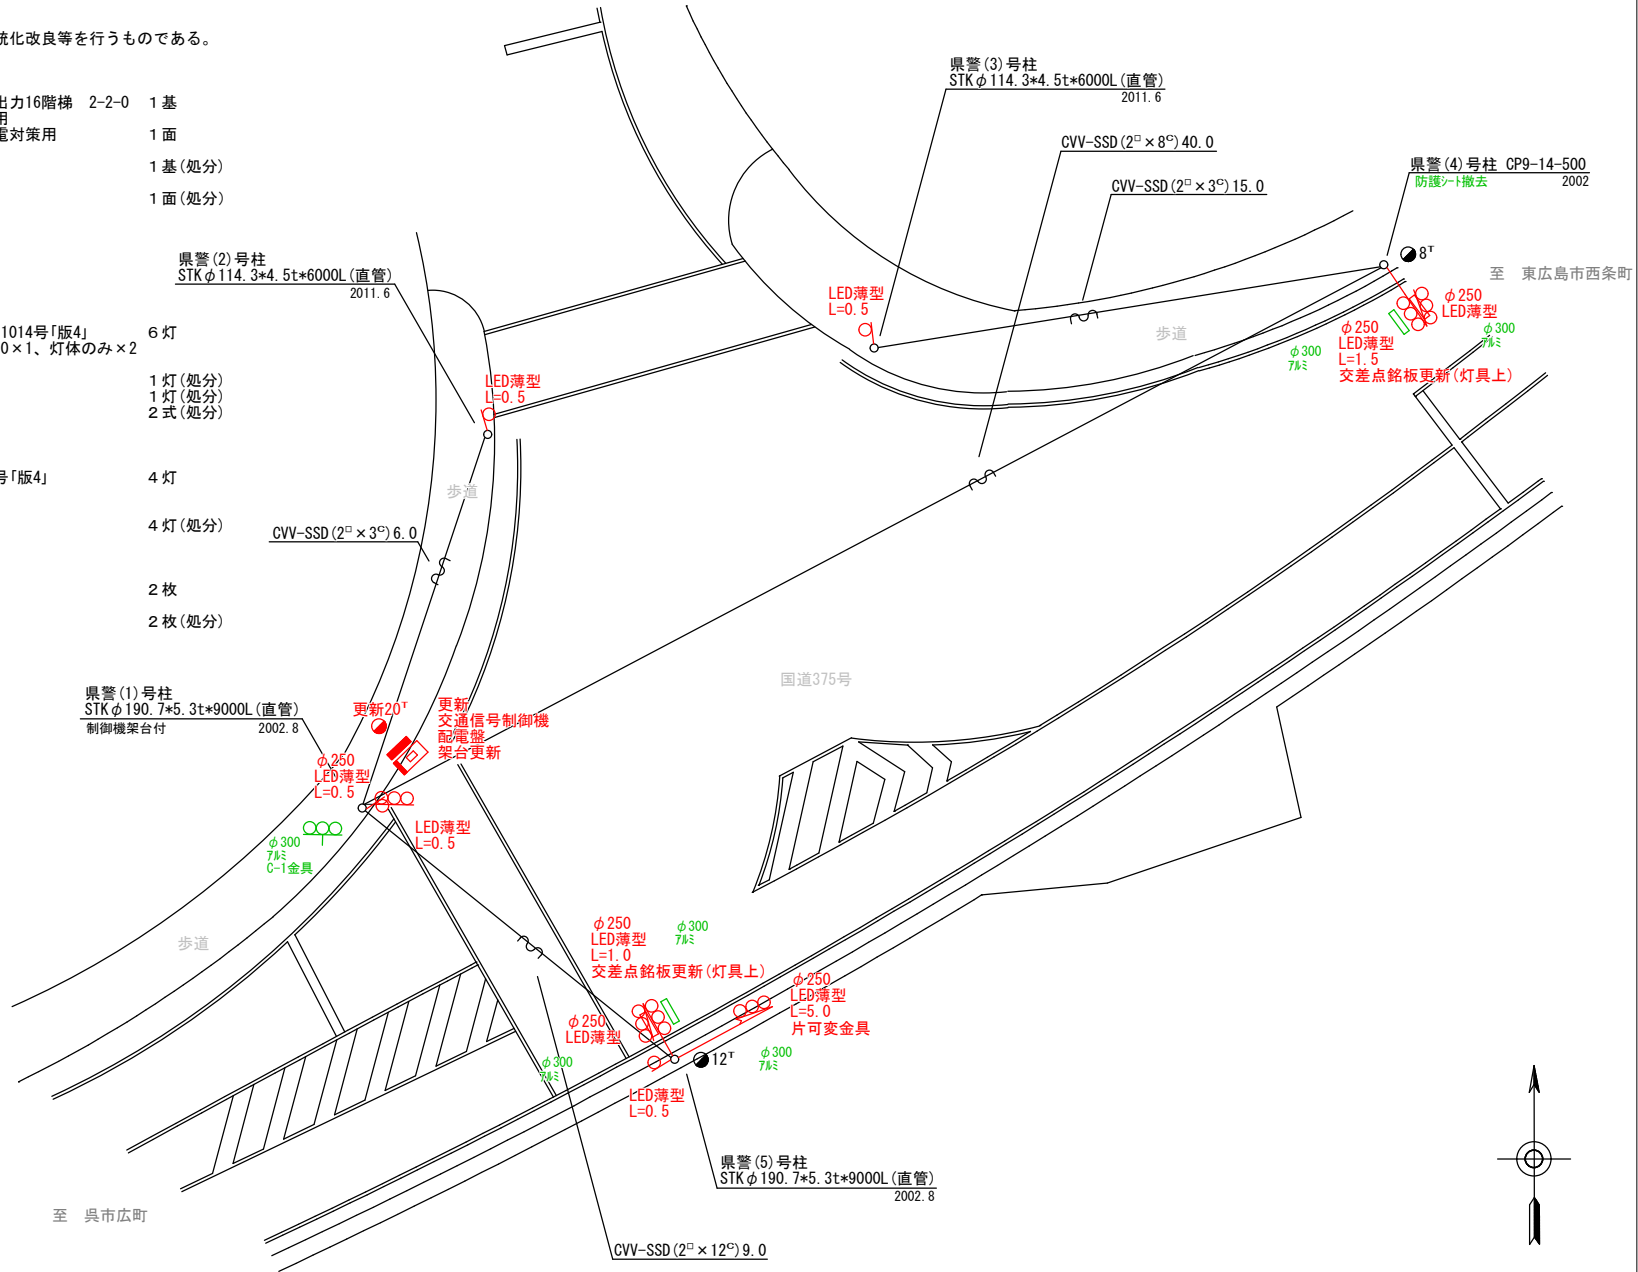 統化改良等を行うものである。
出力16階梯 2-2-0 1基
用
電対策用 1面
1基(処分)
1面(処分)
1014号「版4」 6灯
0×1、灯体のみ×2
1灯(処分)
1灯(処分)
2式(処分)
号「版4」 4灯
4灯(処分)
2枚
2枚(処分)
県警(3)号柱
STKφ114.3*4.5t*6000L(直管)
2011.6
CVV-SSD(2□×8C)40.0
CVV-SSD(2□×3C)15.0
県警(4)号柱 CP9-14-500
防護シート撤去 2002
8T
至 東広島市西条町
県警(2)号柱
STKφ114.3*4.5t*6000L(直管)
2011.6
LED薄型
L=0.5
歩道
φ250
LED薄型
φ250
LED薄型
L=1.5
交差点銘板更新(灯具上)
φ300
アルミ
φ300
アルミ
LED薄型
L=0.5
歩道
CVV-SSD(2□×3C)6.0
国道375号
県警(1)号柱
STKφ190.7*5.3t*9000L(直管)
制御機架台付 2002.8
更新20T
更新
交通信号制御機
配電盤
架台更新
φ250
LED薄型
L=0.5
LED薄型
L=0.5
φ300
アルミ
C-1金具
歩道
φ250
LED薄型
L=1.0
交差点銘板更新(灯具上)
φ300
アルミ
φ250
LED薄型
L=5.0
片可変金具
φ250
LED薄型
φ300
アルミ
12T
φ300
アルミ
LED薄型
L=0.5
県警(5)号柱
STKφ190.7*5.3t*9000L(直管)
2002.8
至 呉市広町
CVV-SSD(2□×12C)9.0